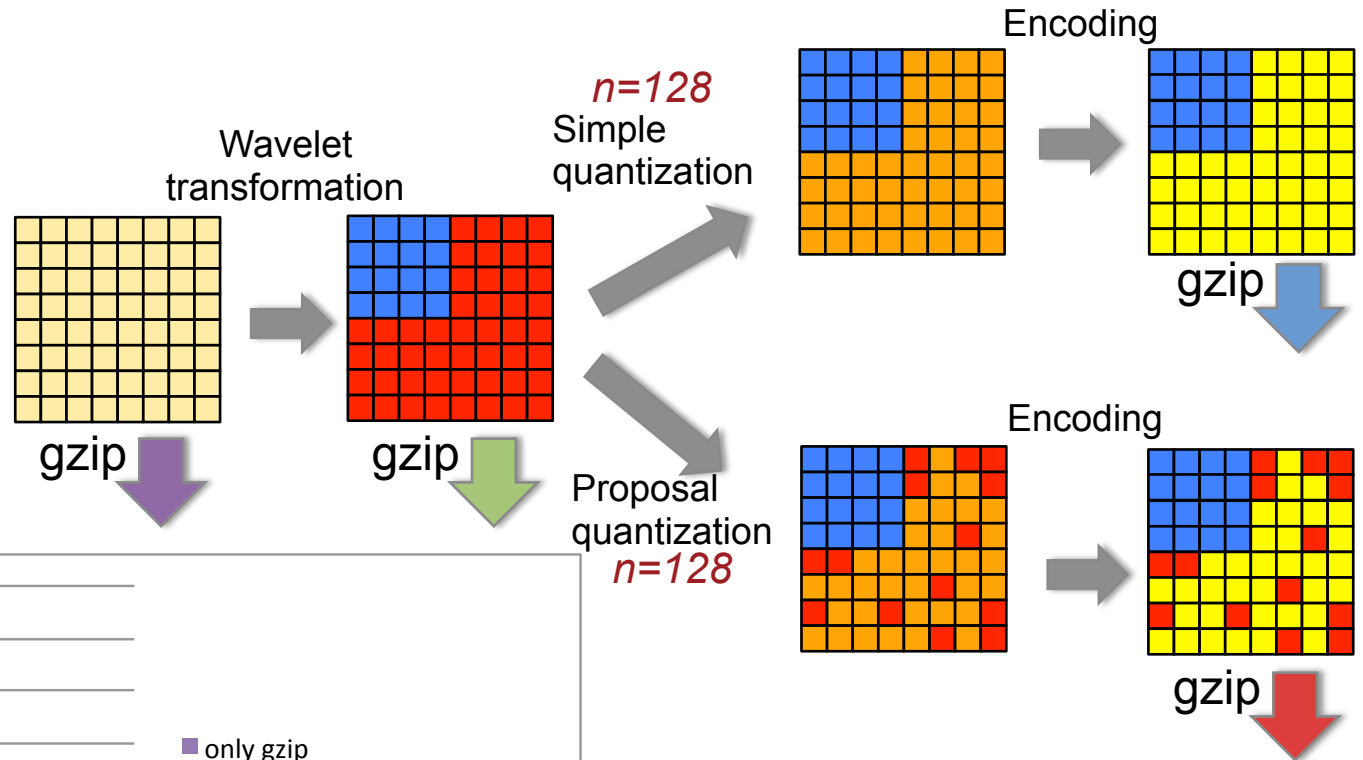 Encoding
n=128
Simple
quantization
Wavelet
transformation
gzip
gzip
gzip
Encoding
Proposal
quantization
n=128
gzip
only gzip